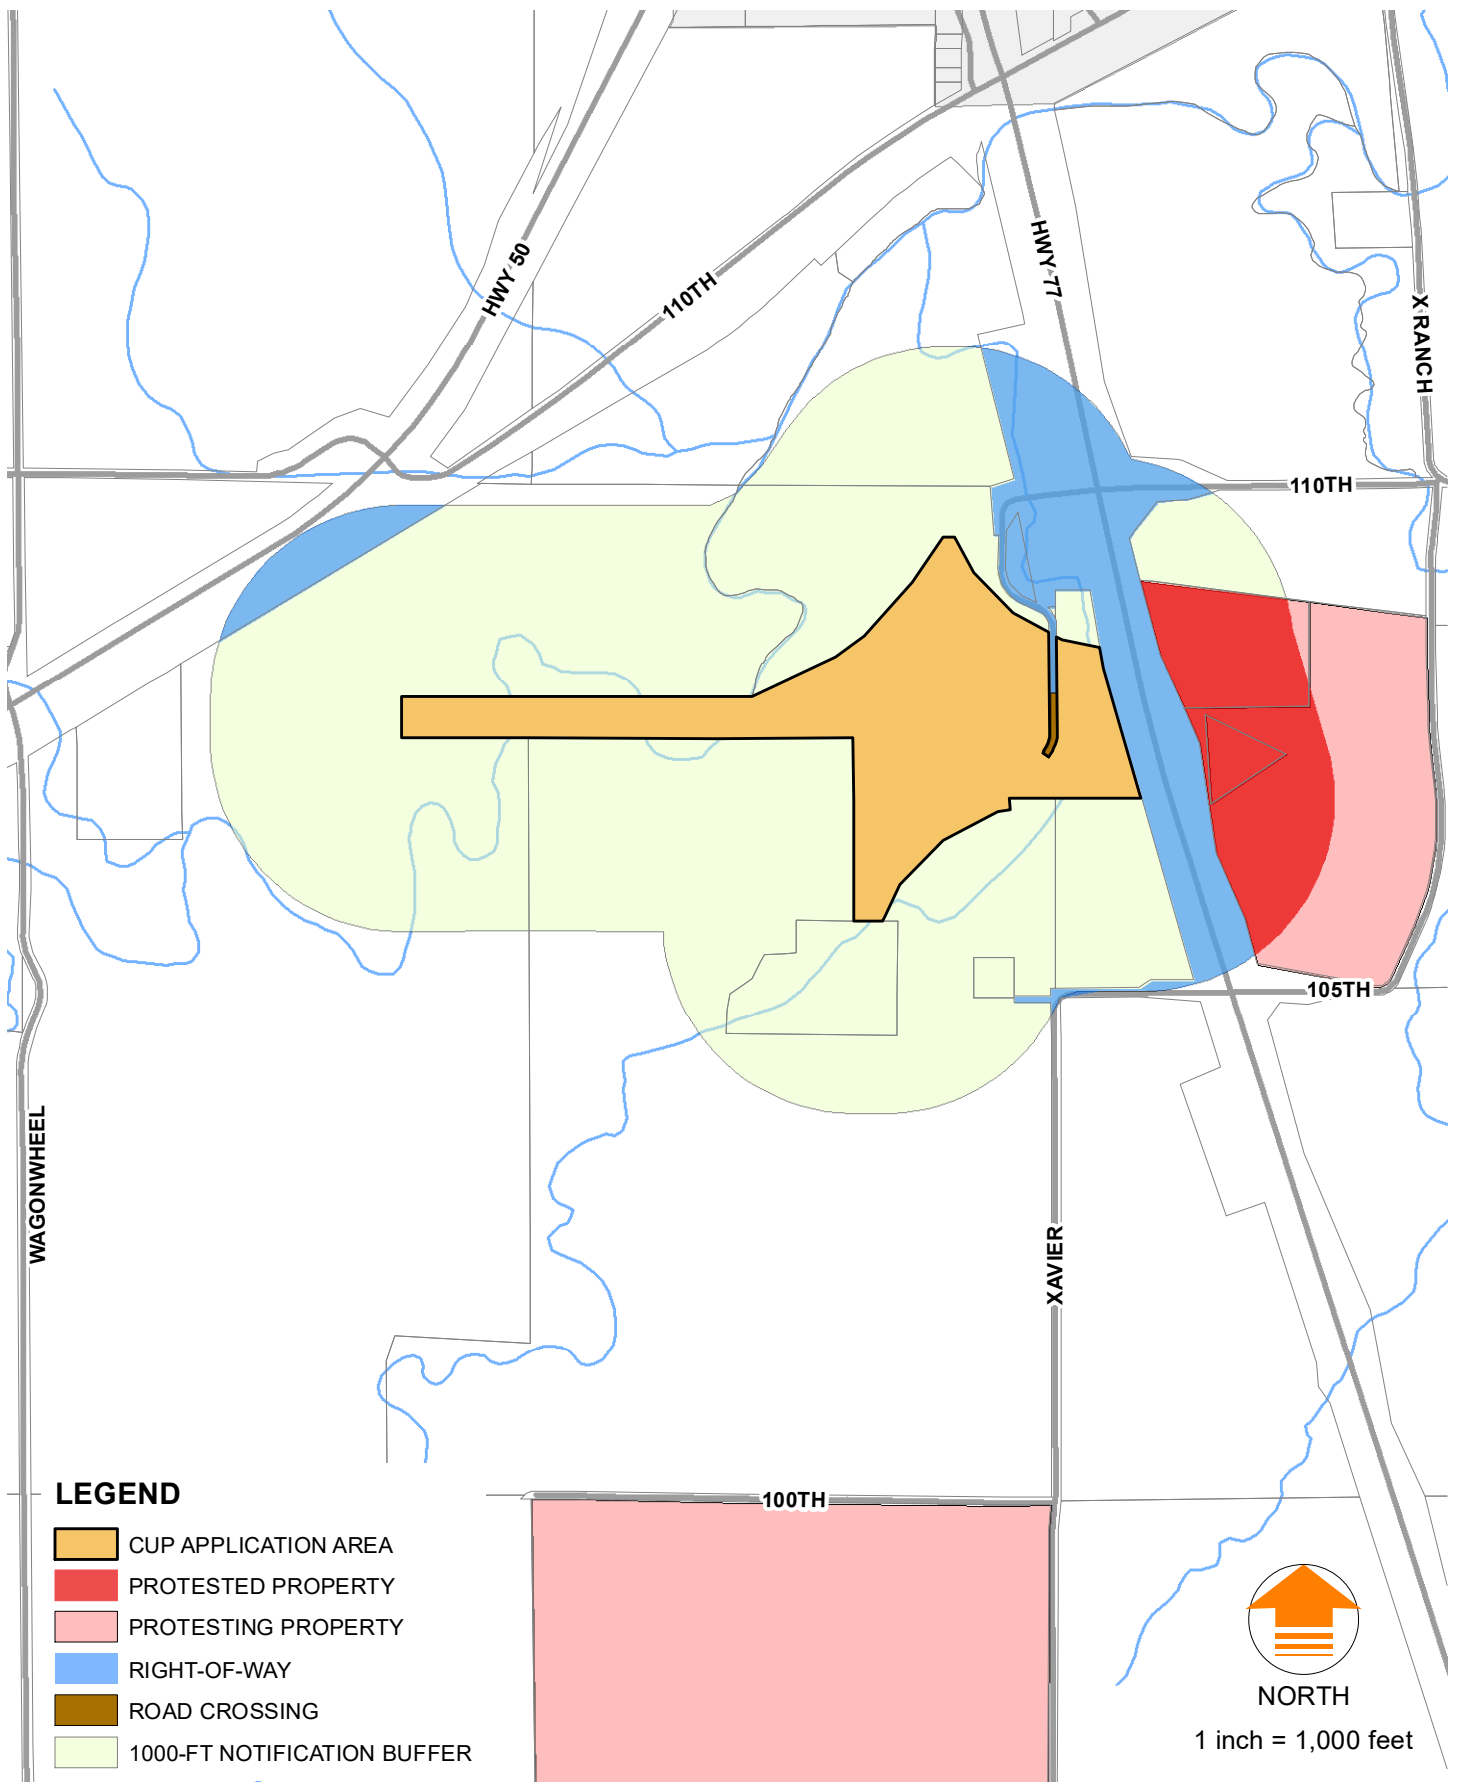 HWY 50
110TH
HWY 77
X RANCH
110TH
105TH
WAGONWHEEL
XAVIER
100TH
LEGEND
CUP APPLICATION AREA
PROTESTED PROPERTY
PROTESTING PROPERTY
RIGHT-OF-WAY
ROAD CROSSING
1000-FT NOTIFICATION BUFFER
NORTH
1 inch = 1,000 feet